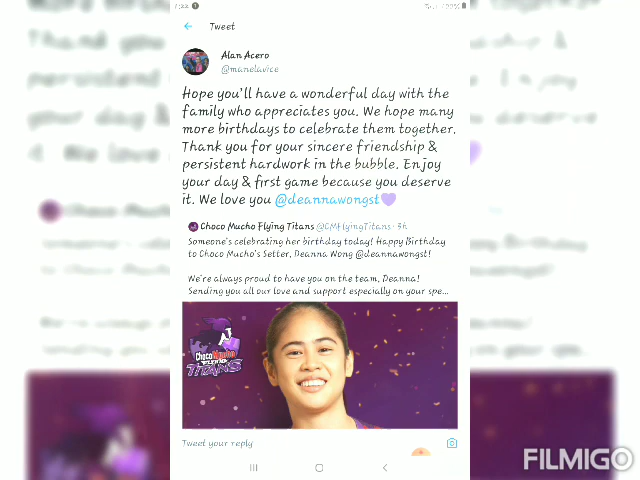 Tweet
Alan Acero
@manelavice
Hope you'll have a wonderful day with the
family who appreciates you. We hope many
more birthdays to celebrate them together.
Thank you for your sincere friendship &
persistent hardwork in the bubble. Enjoy
your day & first game because you deserve
it. We love you @deannawongst💜
Choco Mucho Flying Titans @CMFlyingTitans · 3h
Someone's celebrating her birthday today! Happy Birthday
to Choco Mucho's Setter, Deanna Wong @deannawongst!
We're always proud to have you on the team, Deanna!
Sending you all our love and support especially on your spe...
Choco Mucho
FLYING
TITANS
Tweet your reply
FILMIGO